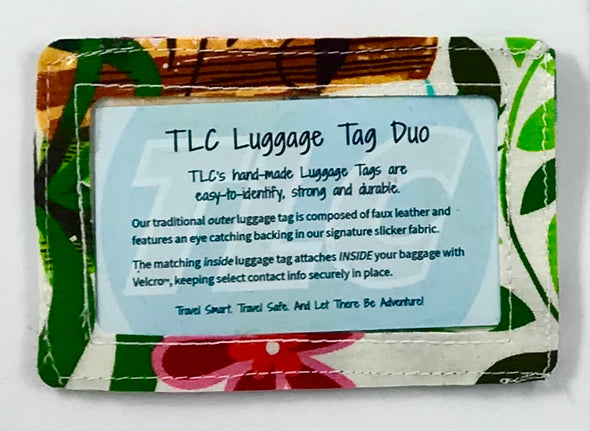 TLC Luggage Tag Duo
TLC's hand-made Luggage Tags are
easy-to-identify, strong and durable.
Our traditional outer luggage tag is composed of faux leather and
features an eye catching backing in our signature slicker fabric.
The matching inside luggage tag attaches INSIDE your baggage with
Velcro™, keeping select contact info securely in place.
Travel Smart. Travel Safe. And Let There Be Adventure!
TLC